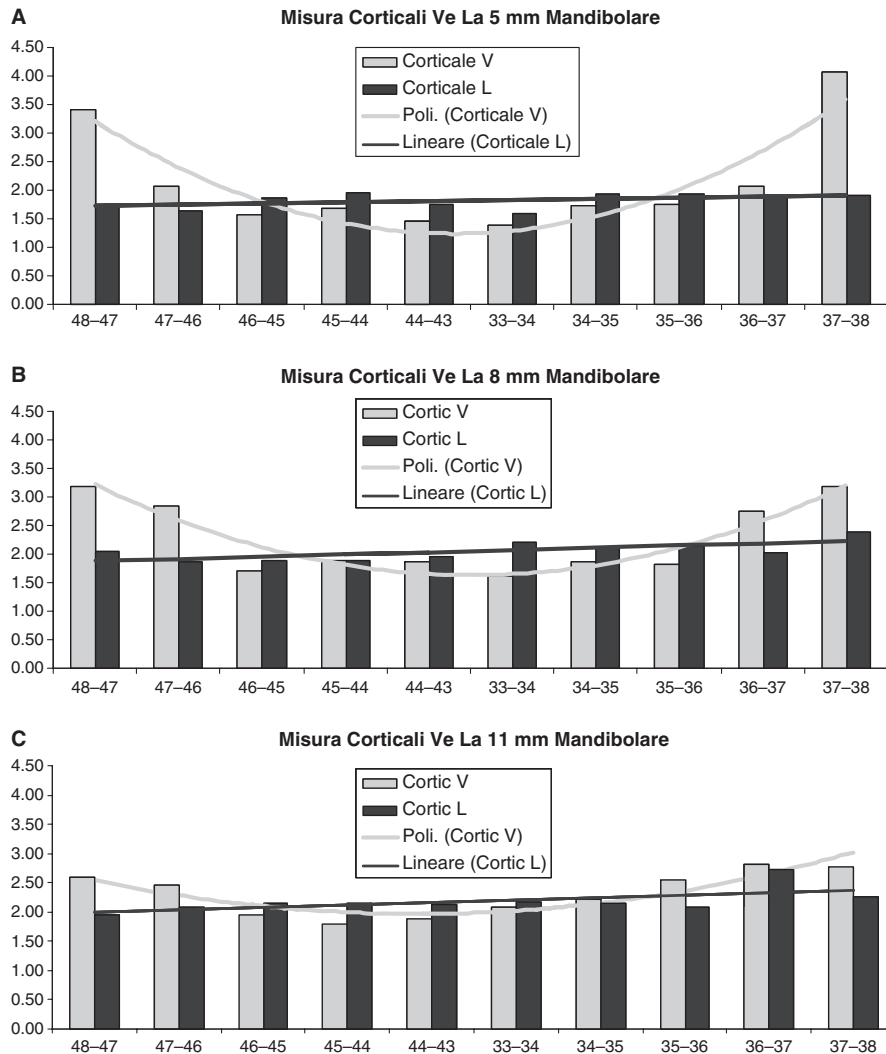 A
Misura Corticali Ve La 5 mm Mandibolare
4.50
4.00
3.50
3.00
2.50
2.00
1.50
1.00
0.50
0.00
Corticale V
Corticale L
Poli. (Corticale V)
Lineare (Corticale L)
48–47 47–46 46–45 45–44 44–43 33–34 34–35 35–36 36–37 37–38
B
Misura Corticali Ve La 8 mm Mandibolare
4.50
4.00
3.50
3.00
2.50
2.00
1.50
1.00
0.50
0.00
Cortic V
Cortic L
Poli. (Cortic V)
Lineare (Cortic L)
48–47 47–46 46–45 45–44 44–43 33–34 34–35 35–36 36–37 37–38
C
Misura Corticali Ve La 11 mm Mandibolare
4.50
4.00
3.50
3.00
2.50
2.00
1.50
1.00
0.50
0.00
Cortic V
Cortic L
Poli. (Cortic V)
Lineare (Cortic L)
48–47 47–46 46–45 45–44 44–43 33–34 34–35 35–36 36–37 37–38